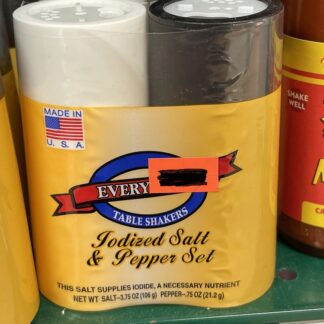 MADE IN
U.S.A.
EVERY
TABLE SHAKERS
Iodized Salt
& Pepper Set
THIS SALT SUPPLIES IODIDE, A NECESSARY NUTRIENT
NET WT SALT-3.75 OZ (106 g) PEPPER-.75 OZ (21.2 g)
SHAKE
WELL